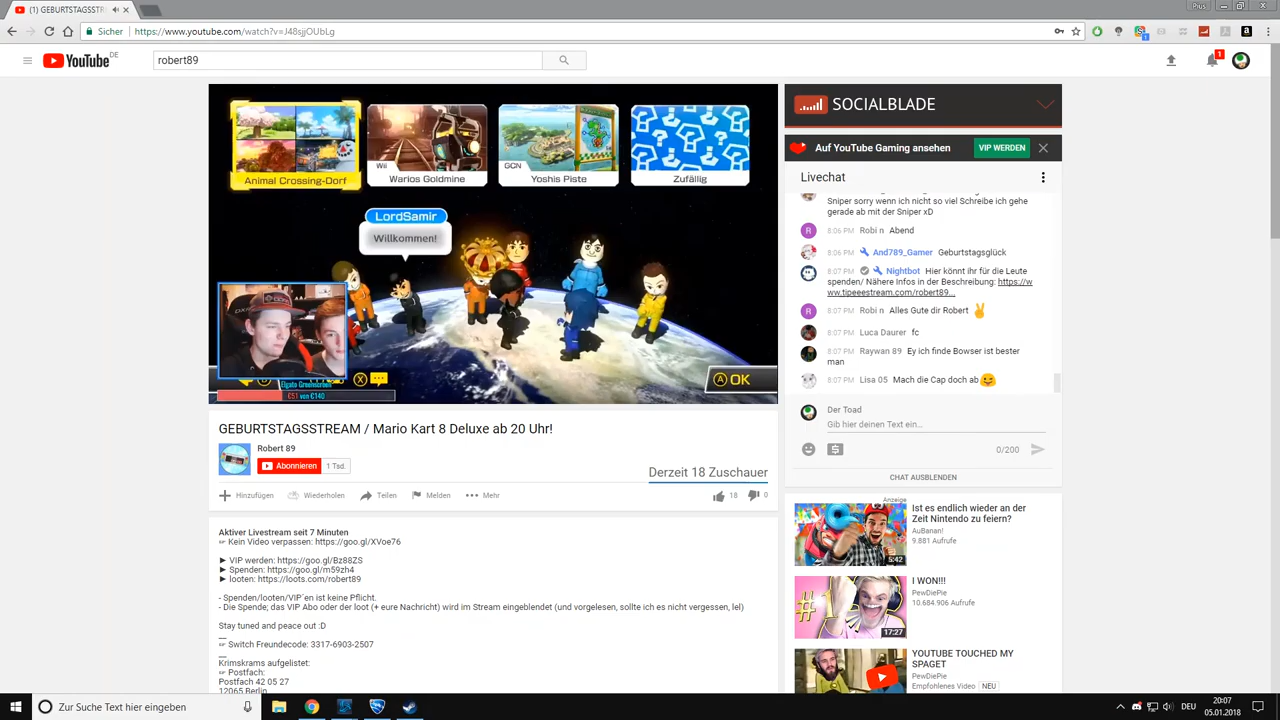 (1) GEBURTSTAGSSTR
Pius
Sicher
https://www.youtube.com/watch?v=J48sjjOUbLg
YouTube DE
robert89
1
Animal Crossing-Dorf
Wii
Warios Goldmine
GCN
Yoshis Piste
Zufällig
LordSamir
Willkommen!
X
A OK
Elgato Greenscreen
€51 von €140
SOCIALBLADE
Auf YouTube Gaming ansehen
VIP WERDEN
Livechat
Sniper sorry wenn ich nicht so viel Schreibe ich gehe
gerade ab mit der Sniper xD
8:06 PM Robi n Abend
8:06 PM And789_Gamer Geburtstagsglück
8:07 PM Nightbot Hier könnt ihr für die Leute
spenden/ Nähere Infos in der Beschreibung: https://w
ww.tipeeestream.com/robert89...
8:07 PM Robi n Alles Gute dir Robert ✌
8:07 PM Luca Daurer fc
8:07 PM Raywan 89 Ey ich finde Bowser ist bester
man
8:07 PM Lisa 05 Mach die Cap doch ab🤗
Der Toad
Gib hier deinen Text ein...
0/200
CHAT AUSBLENDEN
GEBURTSTAGSSTREAM / Mario Kart 8 Deluxe ab 20 Uhr!
Robert 89
Abonnieren 1 Tsd.
Derzeit 18 Zuschauer
Hinzufügen Wiederholen Teilen Melden Mehr
18 0
Aktiver Livestream seit 7 Minuten
☞ Kein Video verpassen: https://goo.gl/XVoe76
► VIP werden: https://goo.gl/Bz88ZS
► Spenden: https://goo.gl/m59zh4
► looten: https://loots.com/robert89
- Spenden/looten/VIP´en ist keine Pflicht.
- Die Spende, das VIP Abo oder der loot (+ eure Nachricht) wird im Stream eingeblendet (und vorgelesen, sollte ich es nicht vergessen, lel)
Stay tuned and peace out :D
__
☞ Switch Freundecode: 3317-6903-2507
__
Krimskrams aufgelistet:
☞ Postfach:
Postfach 42 05 27
12065 Berlin
Anzeige
Ist es endlich wieder an der
Zeit Nintendo zu feiern?
AuBanan!
9.881 Aufrufe
5:42
I WON!!!
PewDiePie
10.684.906 Aufrufe
#
17:27
YOUTUBE TOUCHED MY
SPAGET
PewDiePie
Empfohlenes Video NEU
Zur Suche Text hier eingeben
DEU
20:07
05.01.2018